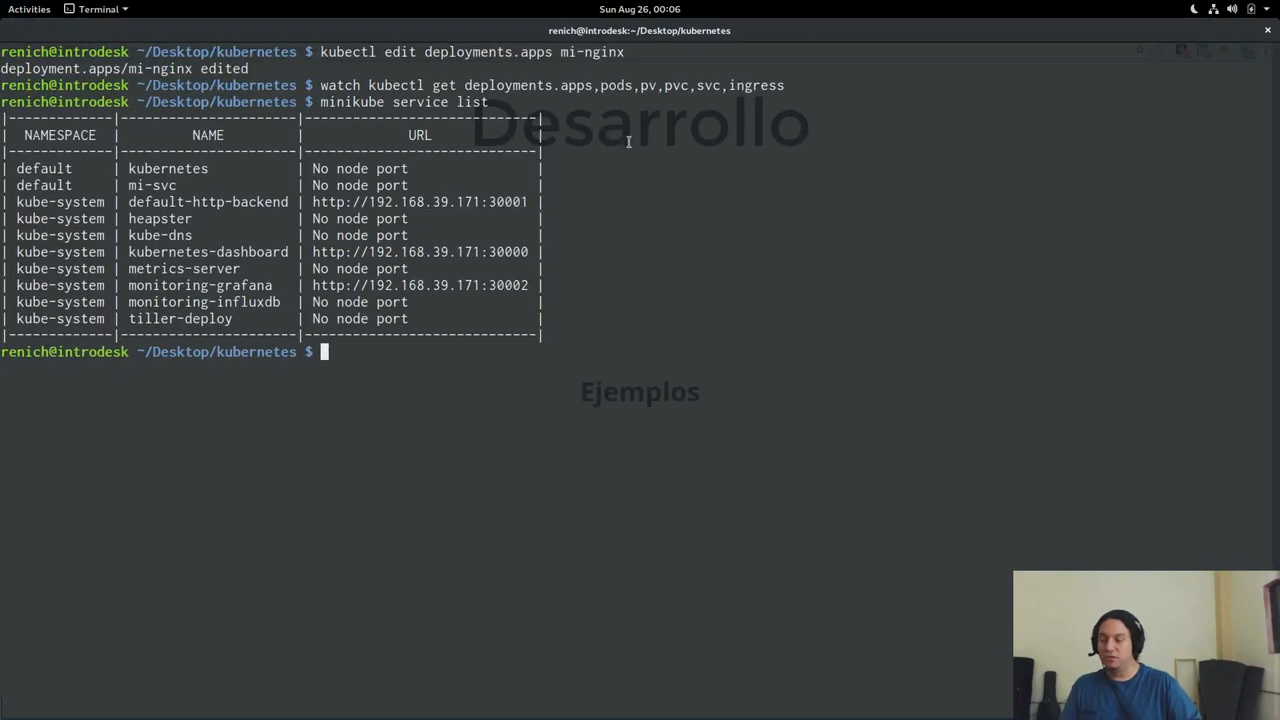 Activities Terminal Sun Aug 26, 00:06
renich@introdesk:~/Desktop/kubernetes
renich@introdesk ~/Desktop/kubernetes $ kubectl edit deployments.apps mi-nginx
deployment.apps/mi-nginx edited
renich@introdesk ~/Desktop/kubernetes $ watch kubectl get deployments.apps,pods,pv,pvc,svc,ingress
renich@introdesk ~/Desktop/kubernetes $ minikube service list
Desarrollo
|-------------|----------------------|-----------------------------|
| NAMESPACE | NAME | URL |
|-------------|----------------------|-----------------------------|
| default | kubernetes | No node port |
| default | mi-svc | No node port |
| kube-system | default-http-backend | http://192.168.39.171:30001 |
| kube-system | heapster | No node port |
| kube-system | kube-dns | No node port |
| kube-system | kubernetes-dashboard | http://192.168.39.171:30000 |
| kube-system | metrics-server | No node port |
| kube-system | monitoring-grafana | http://192.168.39.171:30002 |
| kube-system | monitoring-influxdb | No node port |
| kube-system | tiller-deploy | No node port |
|-------------|----------------------|-----------------------------|
renich@introdesk ~/Desktop/kubernetes $
Ejemplos